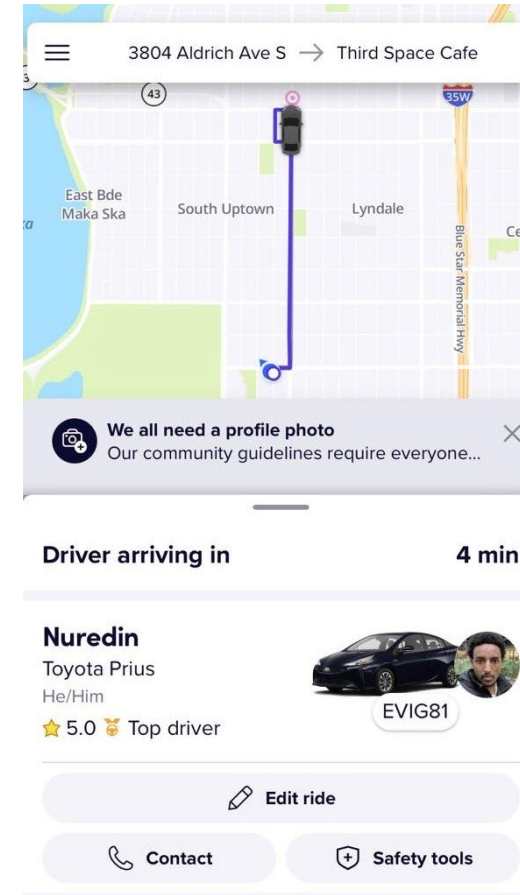 3804 Aldrich Ave S → Third Space Cafe
43
35W
East Bde
Maka Ska
South Uptown
Lyndale
Blue Star Memorial Hwy
We all need a profile photo
Our community guidelines require everyone...
Driver arriving in
4 min
Nuredin
Toyota Prius
He/Him
5.0
Top driver
EVIG81
Edit ride
Contact
Safety tools